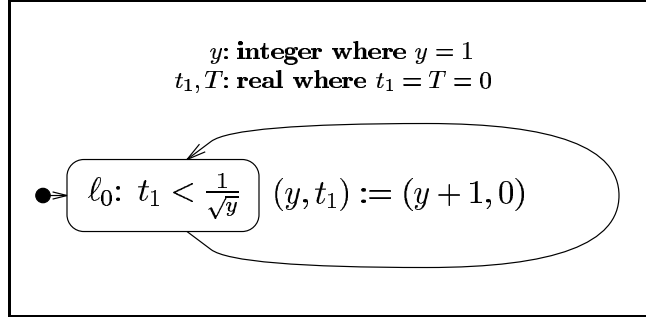 y: integer where y = 1
t₁, T: real where t₁ = T = 0
ℓ₀: t₁ < 1/√y (y, t₁) := (y + 1, 0)